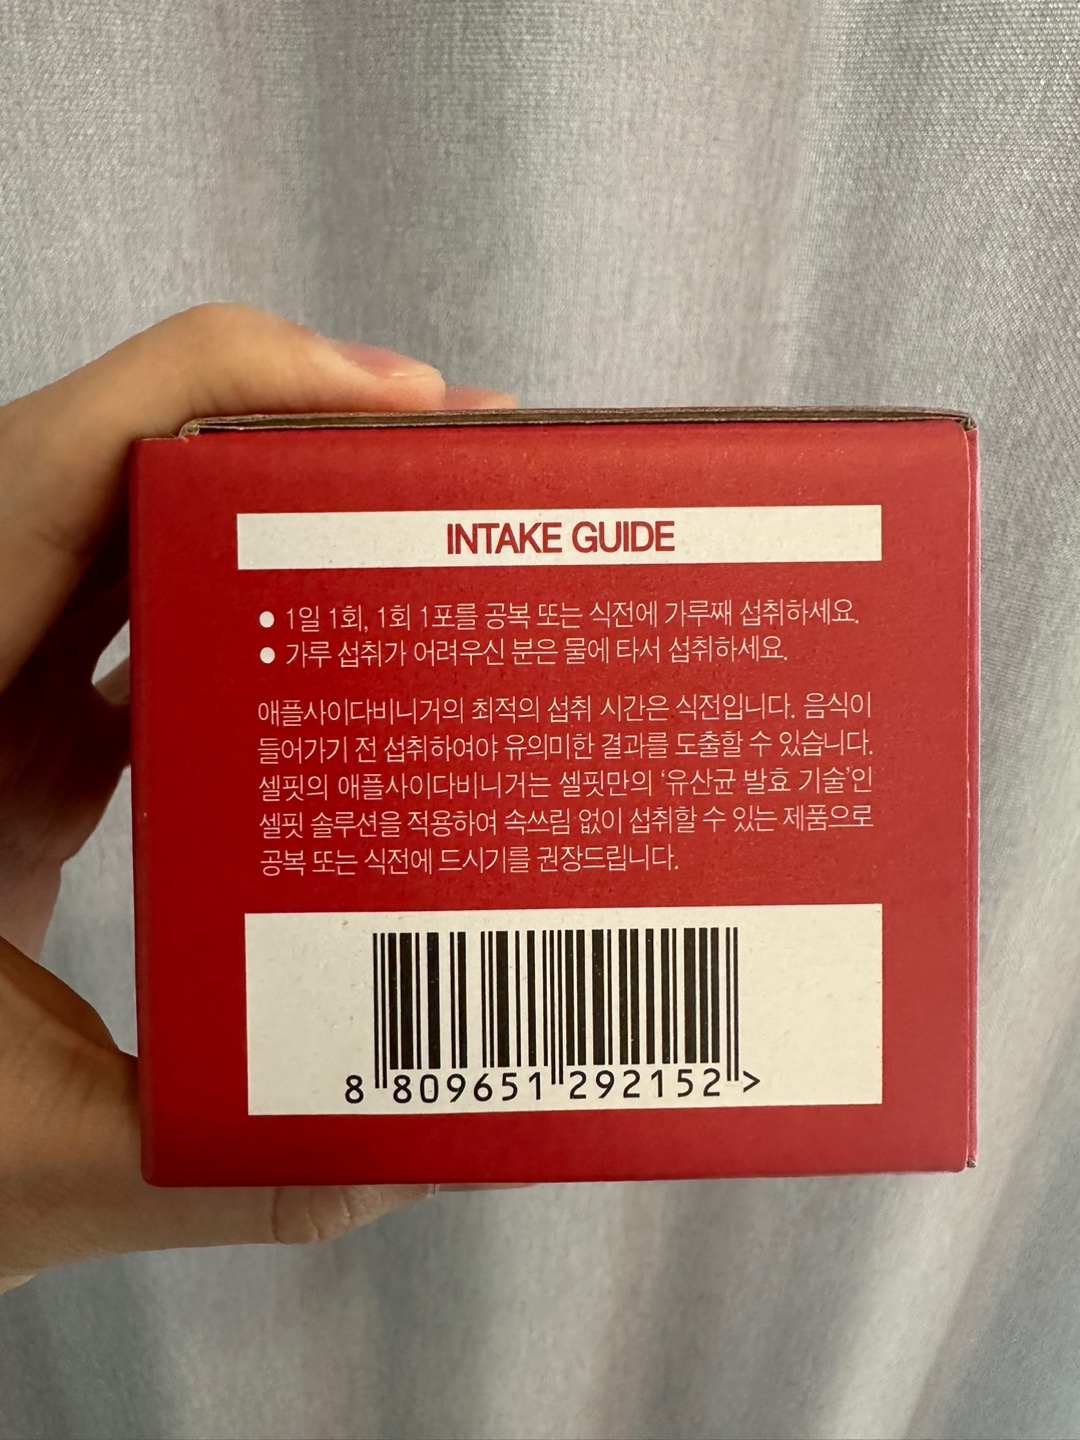 INTAKE GUIDE
● 1일 1회, 1회 1포를 공복 또는 식전에 가루째 섭취하세요.
● 가루 섭취가 어려우신 분은 물에 타서 섭취하세요.
애플사이다비니거의 최적의 섭취 시간은 식전입니다. 음식이
들어가기 전 섭취하여야 유의미한 결과를 도출할 수 있습니다.
셀핏의 애플사이다비니거는 셀핏만의 ‘유산균 발효 기술’인
셀핏 솔루션을 적용하여 속쓰림 없이 섭취할 수 있는 제품으로
공복 또는 식전에 드시기를 권장드립니다.
8 809651 292152 >